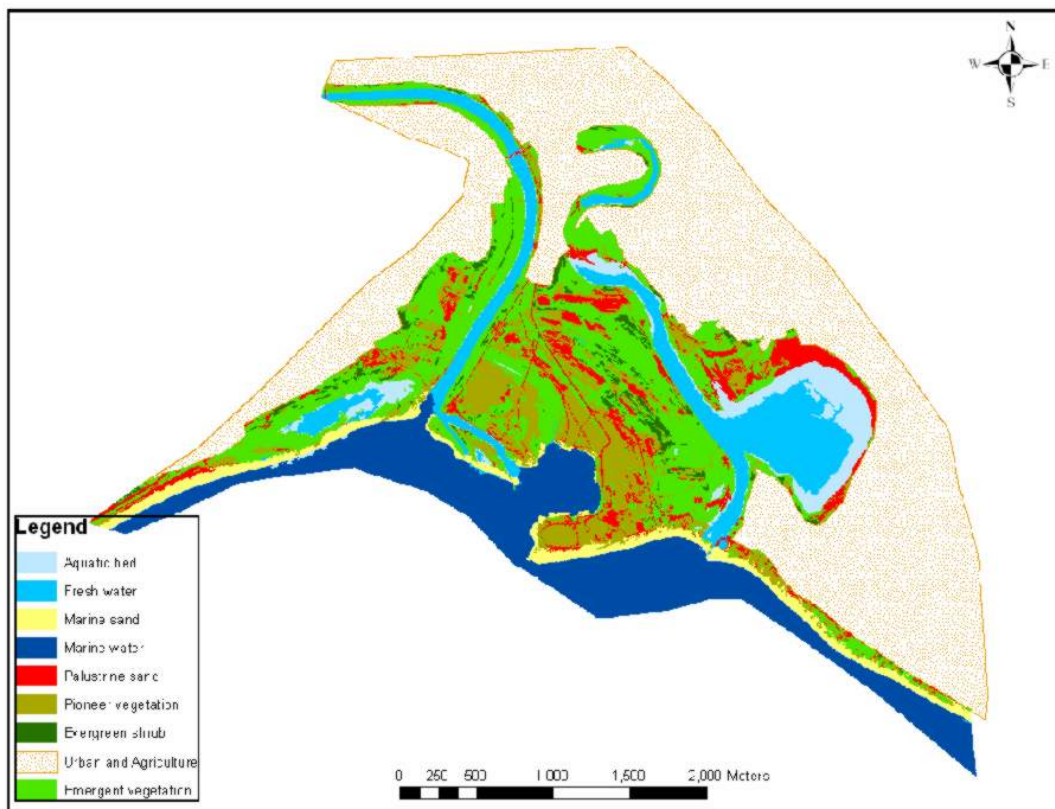 N
W E
S
Legend
Aquatic bed
Fresh water
Marine sand
Marine water
Palustrine sand
Pioneer vegetation
Evergreen shrub
Urban and Agriculture
Emergent vegetation
0 250 500 1 000 1,500 2,000 Meters